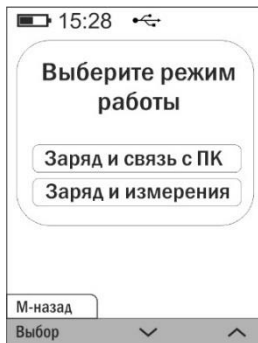 15:28
Выберите режим
работы
Заряд и связь с ПК
Заряд и измерения
М-назад
Выбор